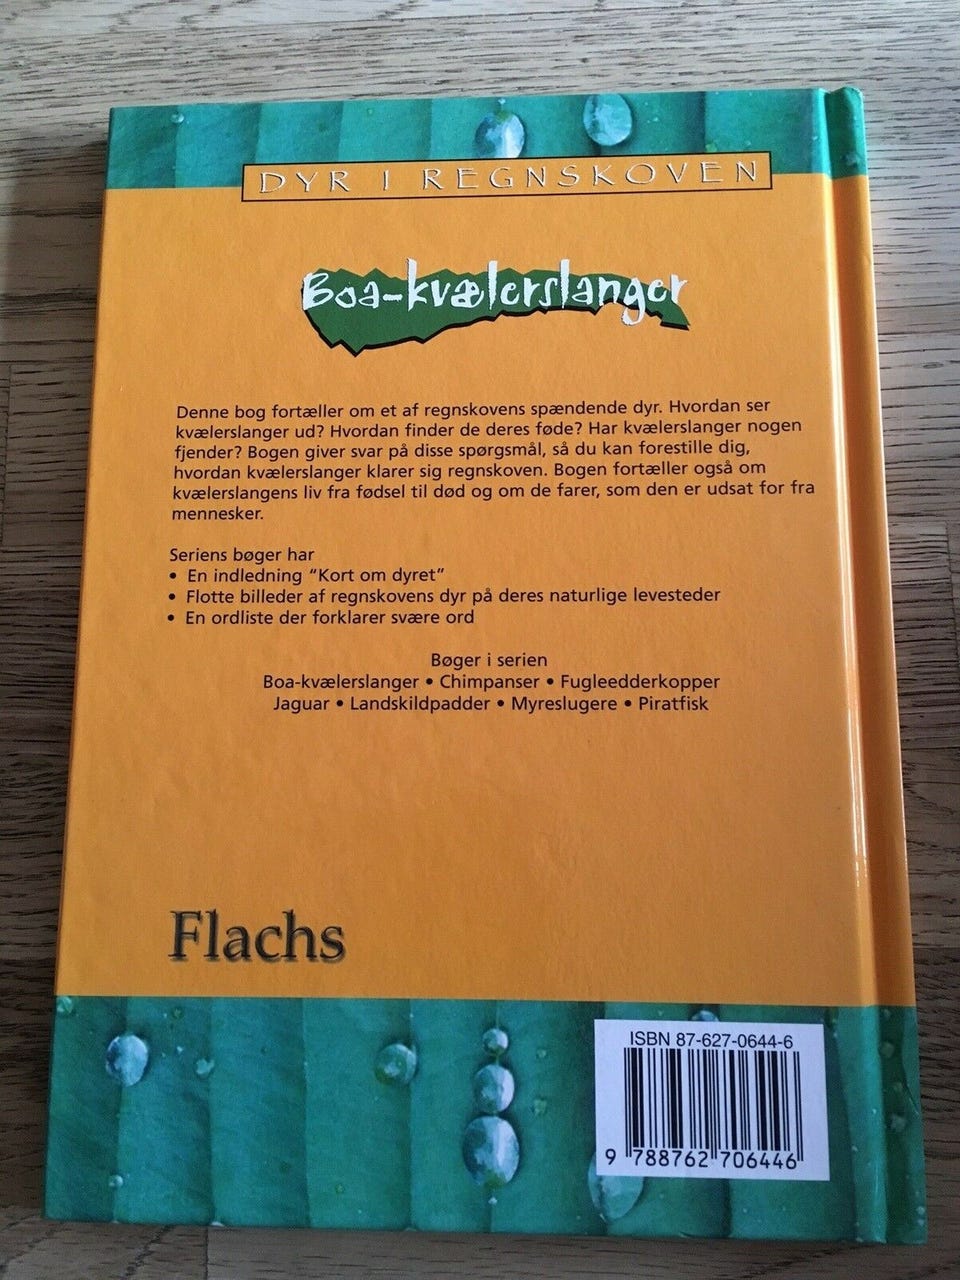 DYR I REGNSKOVEN
Boa-kvælerslanger
Denne bog fortæller om et af regnskovens spændende dyr. Hvordan ser
kvælerslanger ud? Hvordan finder de deres føde? Har kvælerslanger nogen
fjender? Bogen giver svar på disse spørgsmål, så du kan forestille dig,
hvordan kvælerslanger klarer sig regnskoven. Bogen fortæller også om
kvælerslangens liv fra fødsel til død og om de farer, som den er udsat for fra
mennesker.
Seriens bøger har
• En indledning “Kort om dyret”
• Flotte billeder af regnskovens dyr på deres naturlige levesteder
• En ordliste der forklarer svære ord
Bøger i serien
Boa-kvælerslanger • Chimpanser • Fugleedderkopper
Jaguar • Landskildpadder • Myreslugere • Piratfisk
Flachs
ISBN 87-627-0644-6
9 788762 706446